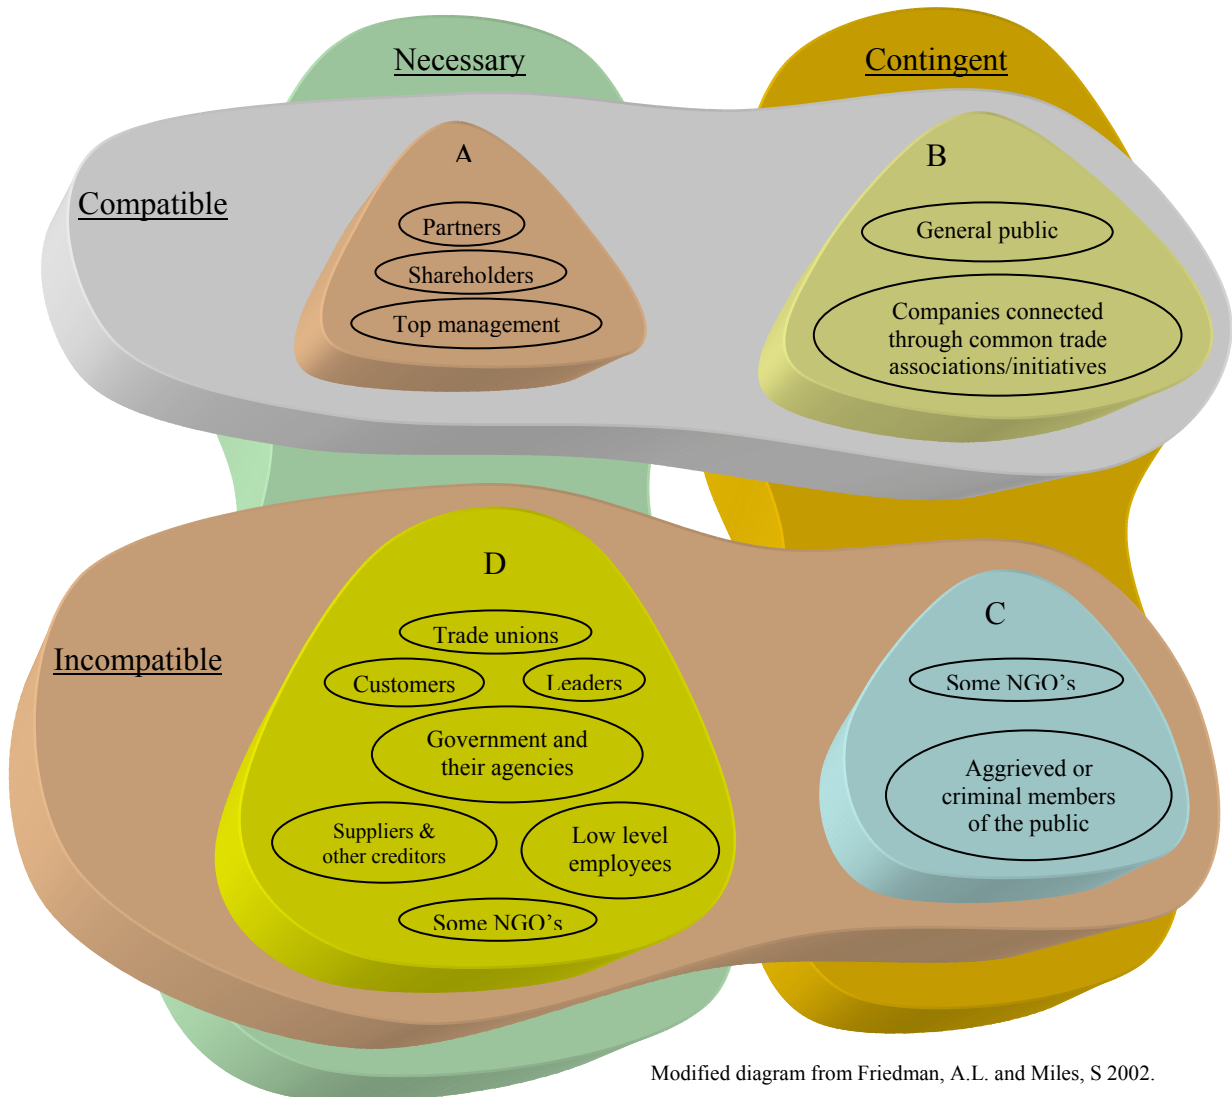 Necessary
Contingent
A
B
Compatible
Partners
General public
Shareholders
Companies connected
through common trade
associations/initiatives
Top management
D
C
Trade unions
Incompatible
Customers
Leaders
Some NGO’s
Government and
their agencies
Aggrieved or
criminal members
of the public
Suppliers &
other creditors
Low level
employees
Some NGO’s
Modified diagram from Friedman, A.L. and Miles, S 2002.